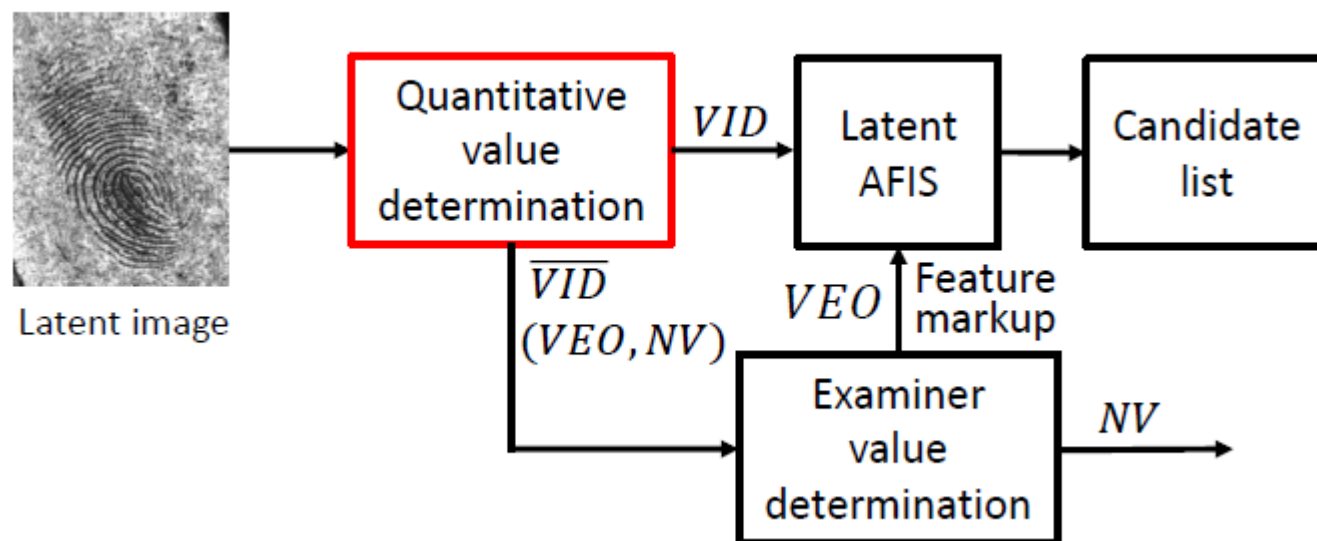 Quantitative
value
determination
VID
Latent
AFIS
Candidate
list
Latent image
V̅I̅D̅
(VEO, NV)
VEO
Feature
markup
Examiner
value
determination
NV